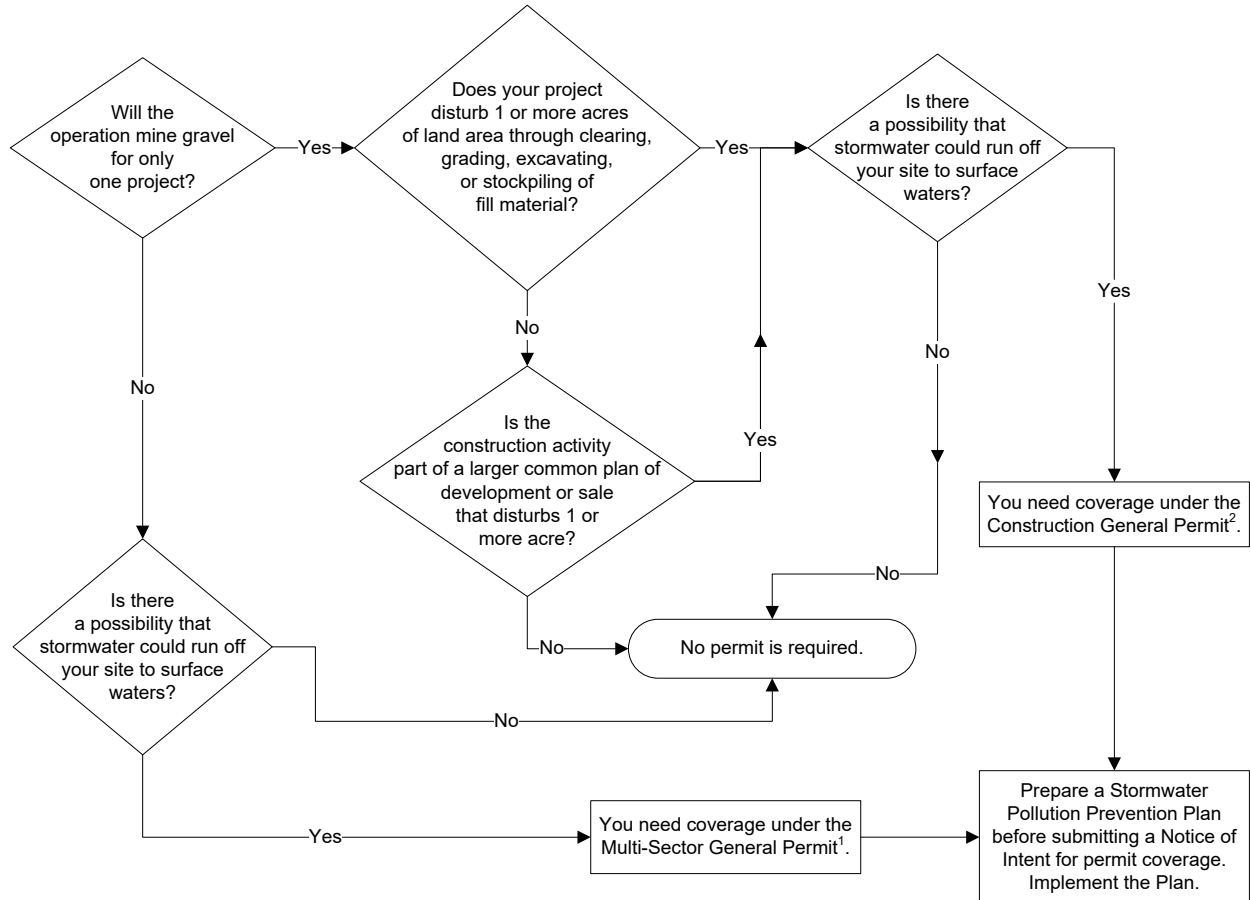 Will the
operation mine gravel
for only
one project?
Yes
Does your project
disturb 1 or more acres
of land area through clearing,
grading, excavating,
or stockpiling of
fill material?
Yes
Is there
a possibility that
stormwater could run off
your site to surface
waters?
Yes
No
No
No
Is the
construction activity
part of a larger common plan of
development or sale
that disturbs 1 or
more acre?
Yes
You need coverage under the
Construction General Permit².
No
Is there
a possibility that
stormwater could run off
your site to surface
waters?
No
No permit is required.
No
Yes
You need coverage under the
Multi-Sector General Permit¹.
Prepare a Stormwater
Pollution Prevention Plan
before submitting a Notice of
Intent for permit coverage.
Implement the Plan.